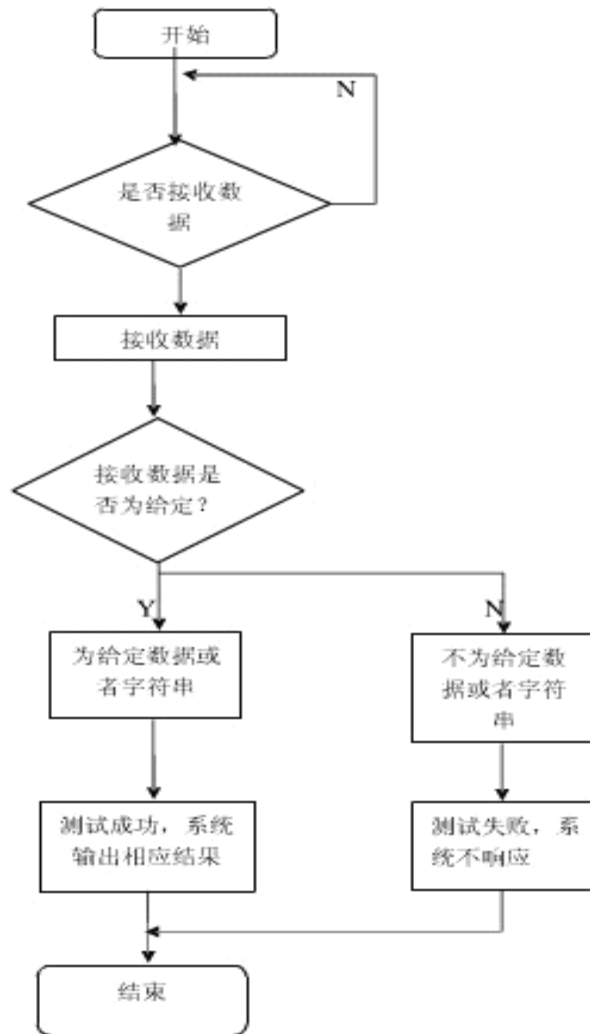 开始
N
是否接收数
据
接收数据
接收数据是
否为给定？
Y
N
为给定数据或
者字符串
不为给定数
据或者字符
串
测试成功，系统
输出相应结果
测试失败，系
统不响应
结束